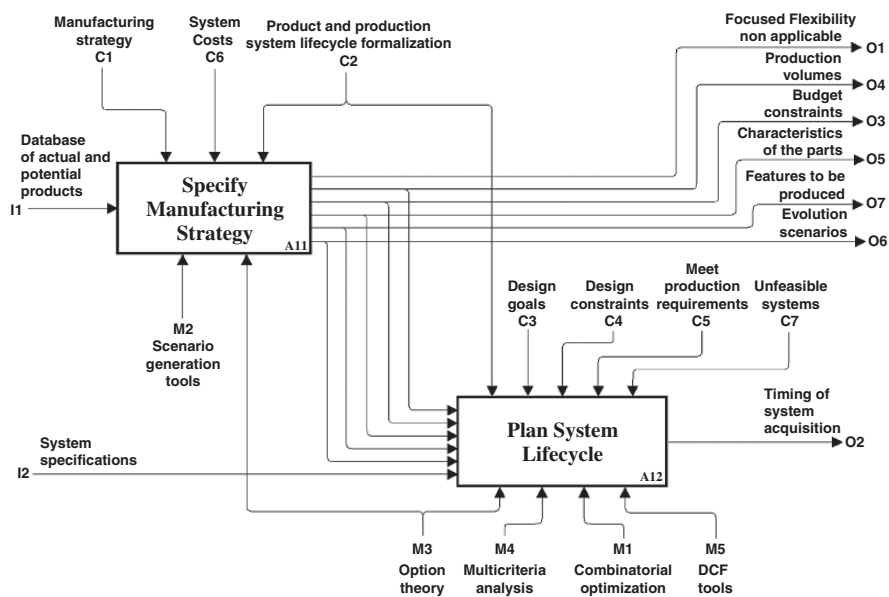 Manufacturing
strategy
C1
System
Costs
C6
Product and production
system lifecycle formalization
C2
Focused Flexibility
non applicable
O1
Production
volumes
O4
Budget
constraints
O3
Characteristics
of the parts
O5
Features to be
produced
O7
Evolution
scenarios
O6
Database
of actual and
potential
products
I1
Specify
Manufacturing
Strategy
A11
M2
Scenario
generation
tools
Design
goals
C3
Design
constraints
C4
Meet
production
requirements
C5
Unfeasible
systems
C7
System
specifications
I2
Plan System
Lifecycle
A12
Timing of
system
acquisition
O2
M3
Option
theory
M4
Multicriteria
analysis
M1
Combinatorial
optimization
M5
DCF
tools